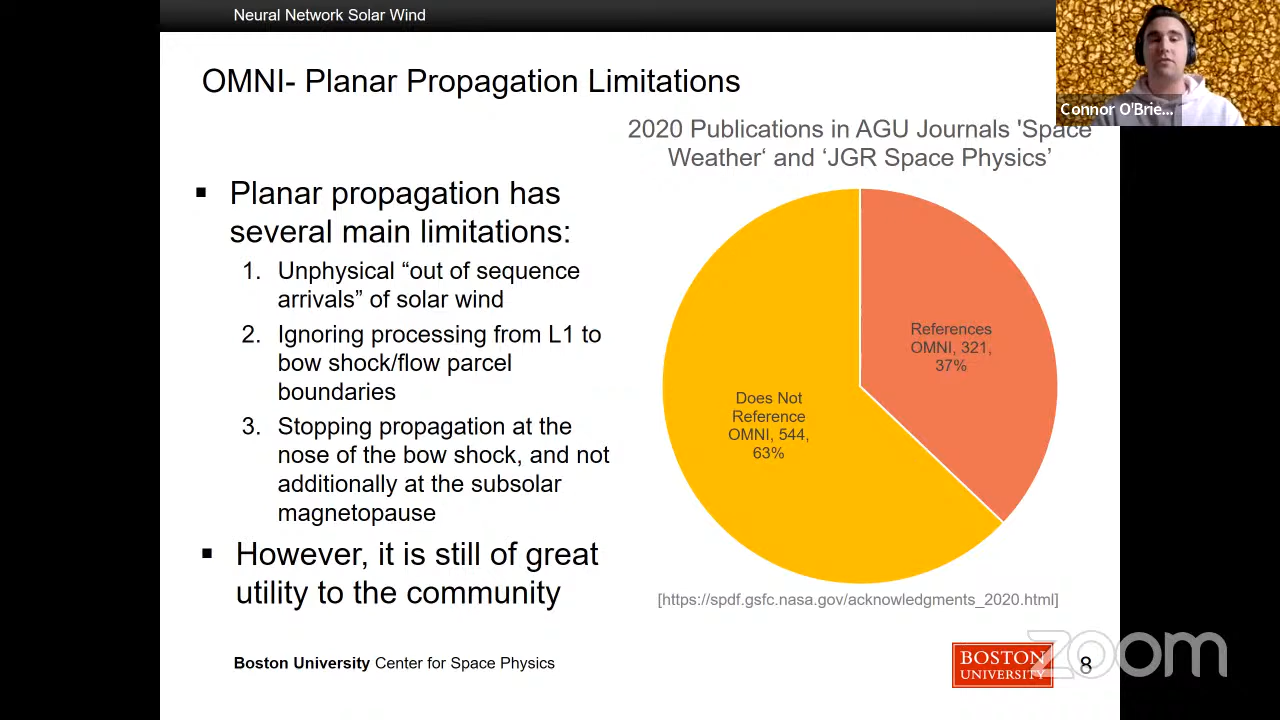 Neural Network Solar Wind
OMNI- Planar Propagation Limitations
Connor O'Brie...
2020 Publications in AGU Journals 'Space
Weather‘ and ‘JGR Space Physics’
▪ Planar propagation has
several main limitations:
1. Unphysical “out of sequence
arrivals” of solar wind
2. Ignoring processing from L1 to
bow shock/flow parcel
boundaries
3. Stopping propagation at the
nose of the bow shock, and not
additionally at the subsolar
magnetopause
▪ However, it is still of great
utility to the community
References
OMNI, 321,
37%
Does Not
Reference
OMNI, 544,
63%
[https://spdf.gsfc.nasa.gov/acknowledgments_2020.html]
Boston University Center for Space Physics
BOSTON
UNIVERSITY
8
zoom